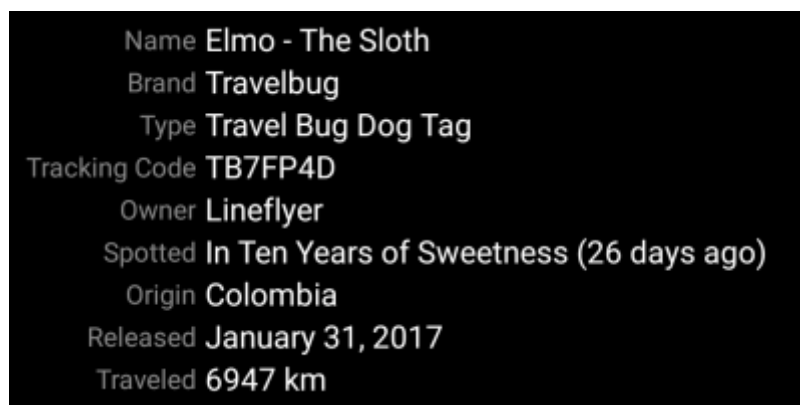 Name Elmo - The Sloth
Brand Travelbug
Type Travel Bug Dog Tag
Tracking Code TB7FP4D
Owner Lineflyer
Spotted In Ten Years of Sweetness (26 days ago)
Origin Colombia
Released January 31, 2017
Traveled 6947 km